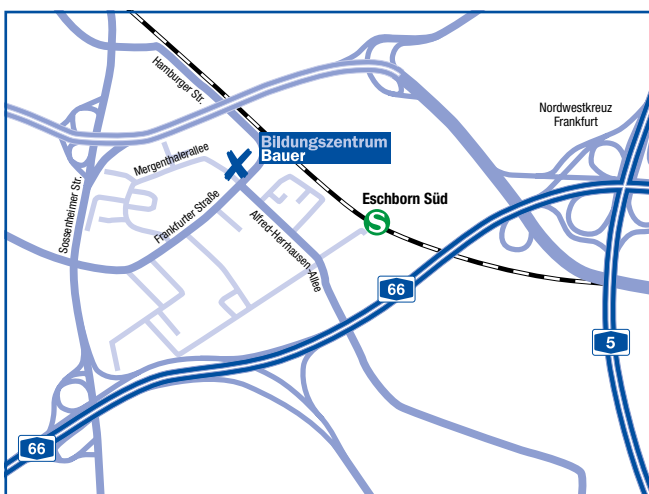 Hamburger Str.
Nordwestkreuz
Frankfurt
Bildungszentrum
Bauer
Mergenthalerallee
Sossenheimer Str.
Frankfurter Straße
Eschborn Süd
S
Alfred-Herrhausen-Allee
66
5
66